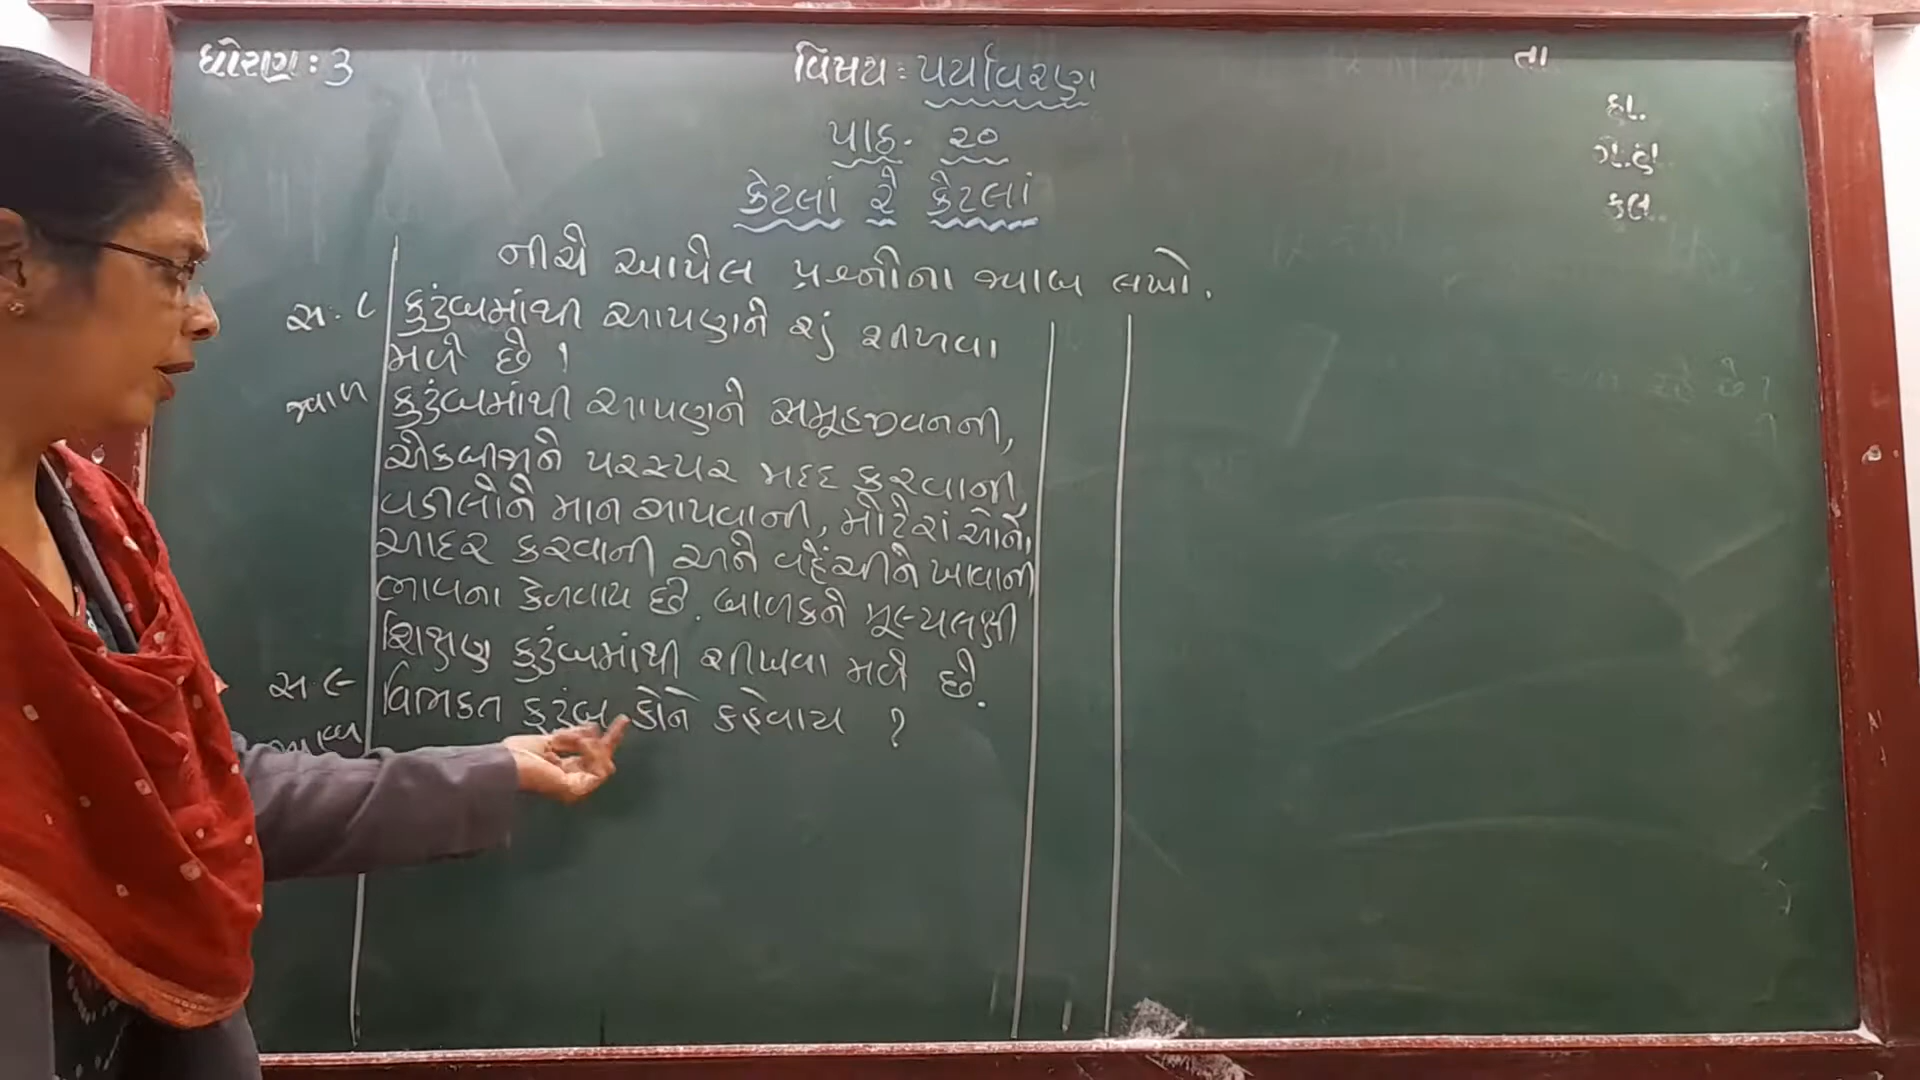 ધોરણ : ૩
વિષય : પર્યાવરણ
તા
પાઠ. ૨૦
હા.
ગે.હા.
કુલ.
કેટલાં રે કેટલાં
નીચે આપેલ પ્રશ્નોના જવાબ લખો.
સ. ૮ કુટુંબમાંથી આપણને શું શીખવા
મળે છે ?
જવાબ કુટુંબમાંથી આપણને સમૂહજીવનની,
એકબીજાને પરસ્પર મદદ કરવાની,
વડીલોને માન આપવાની, મોટેરાંઓને
આદર કરવાની અને વહેંચીને ખાવાની
ભાવના કેળવાય છે. બાળકને મૂલ્યલક્ષી
શિક્ષણ કુટુંબમાંથી શીખવા મળે છે.
સ. ૯ વિભક્ત કુટુંબ કોને કહેવાય ?
જવાબ